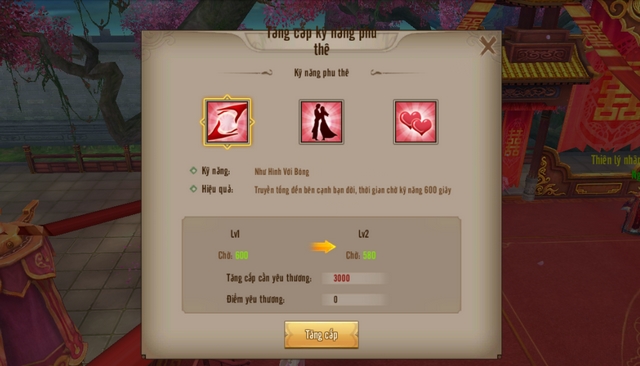 Tăng cấp kỹ năng phu
thê
Kỹ năng phu thê
Kỹ năng: Như Hình Với Bóng
Hiệu quả: Truyền tống đến bên cạnh bạn đời, thời gian chờ kỹ năng 600 giây
Lv1 Lv2
Chờ: 600 Chờ: 580
Tăng cấp cần yêu thương: 3000
Điểm yêu thương: 0
Tăng cấp
Thiên lý nhâ